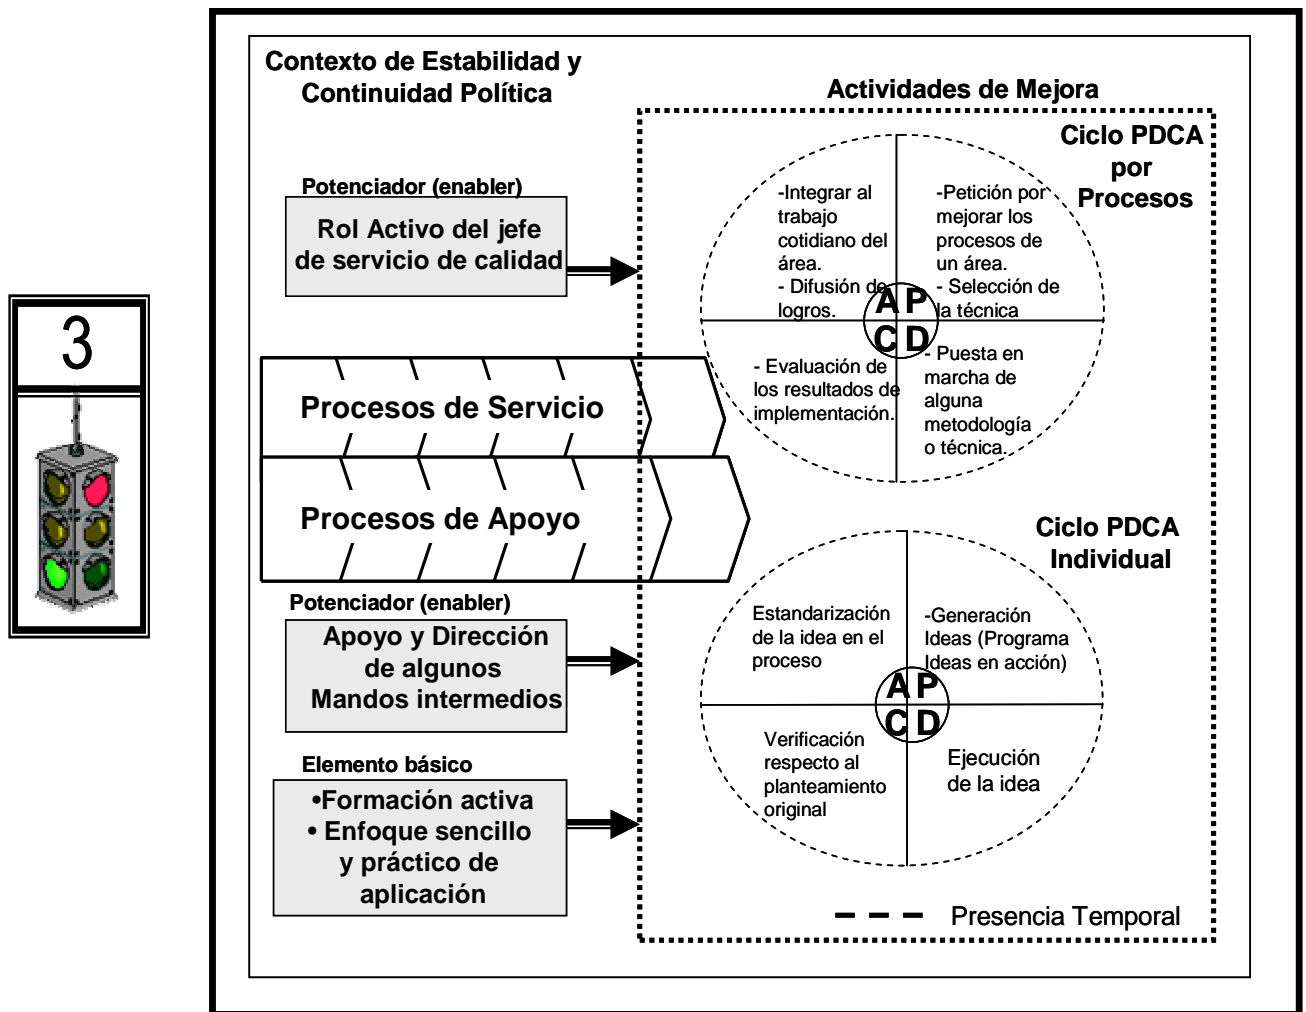 3
Contexto de Estabilidad y
Continuidad Política
Potenciador (enabler)
Rol Activo del jefe
de servicio de calidad
Procesos de Servicio
Procesos de Apoyo
Potenciador (enabler)
Apoyo y Dirección
de algunos
Mandos intermedios
Elemento básico
•Formación activa
• Enfoque sencillo
y práctico de
aplicación
Actividades de Mejora
Ciclo PDCA
por
Procesos
-Integrar al
trabajo
cotidiano del
área.
- Difusión de
logros.
-Petición por
mejorar los
procesos de
un área.
- Selección de
la técnica
A P
C D
- Evaluación de
los resultados de
implementación.
- Puesta en
marcha de
alguna
metodología
o técnica.
Ciclo PDCA
Individual
Estandarización
de la idea en el
proceso
-Generación
Ideas (Programa
Ideas en acción)
A P
C D
Verificación
respecto al
planteamiento
original
Ejecución
de la idea
Presencia Temporal